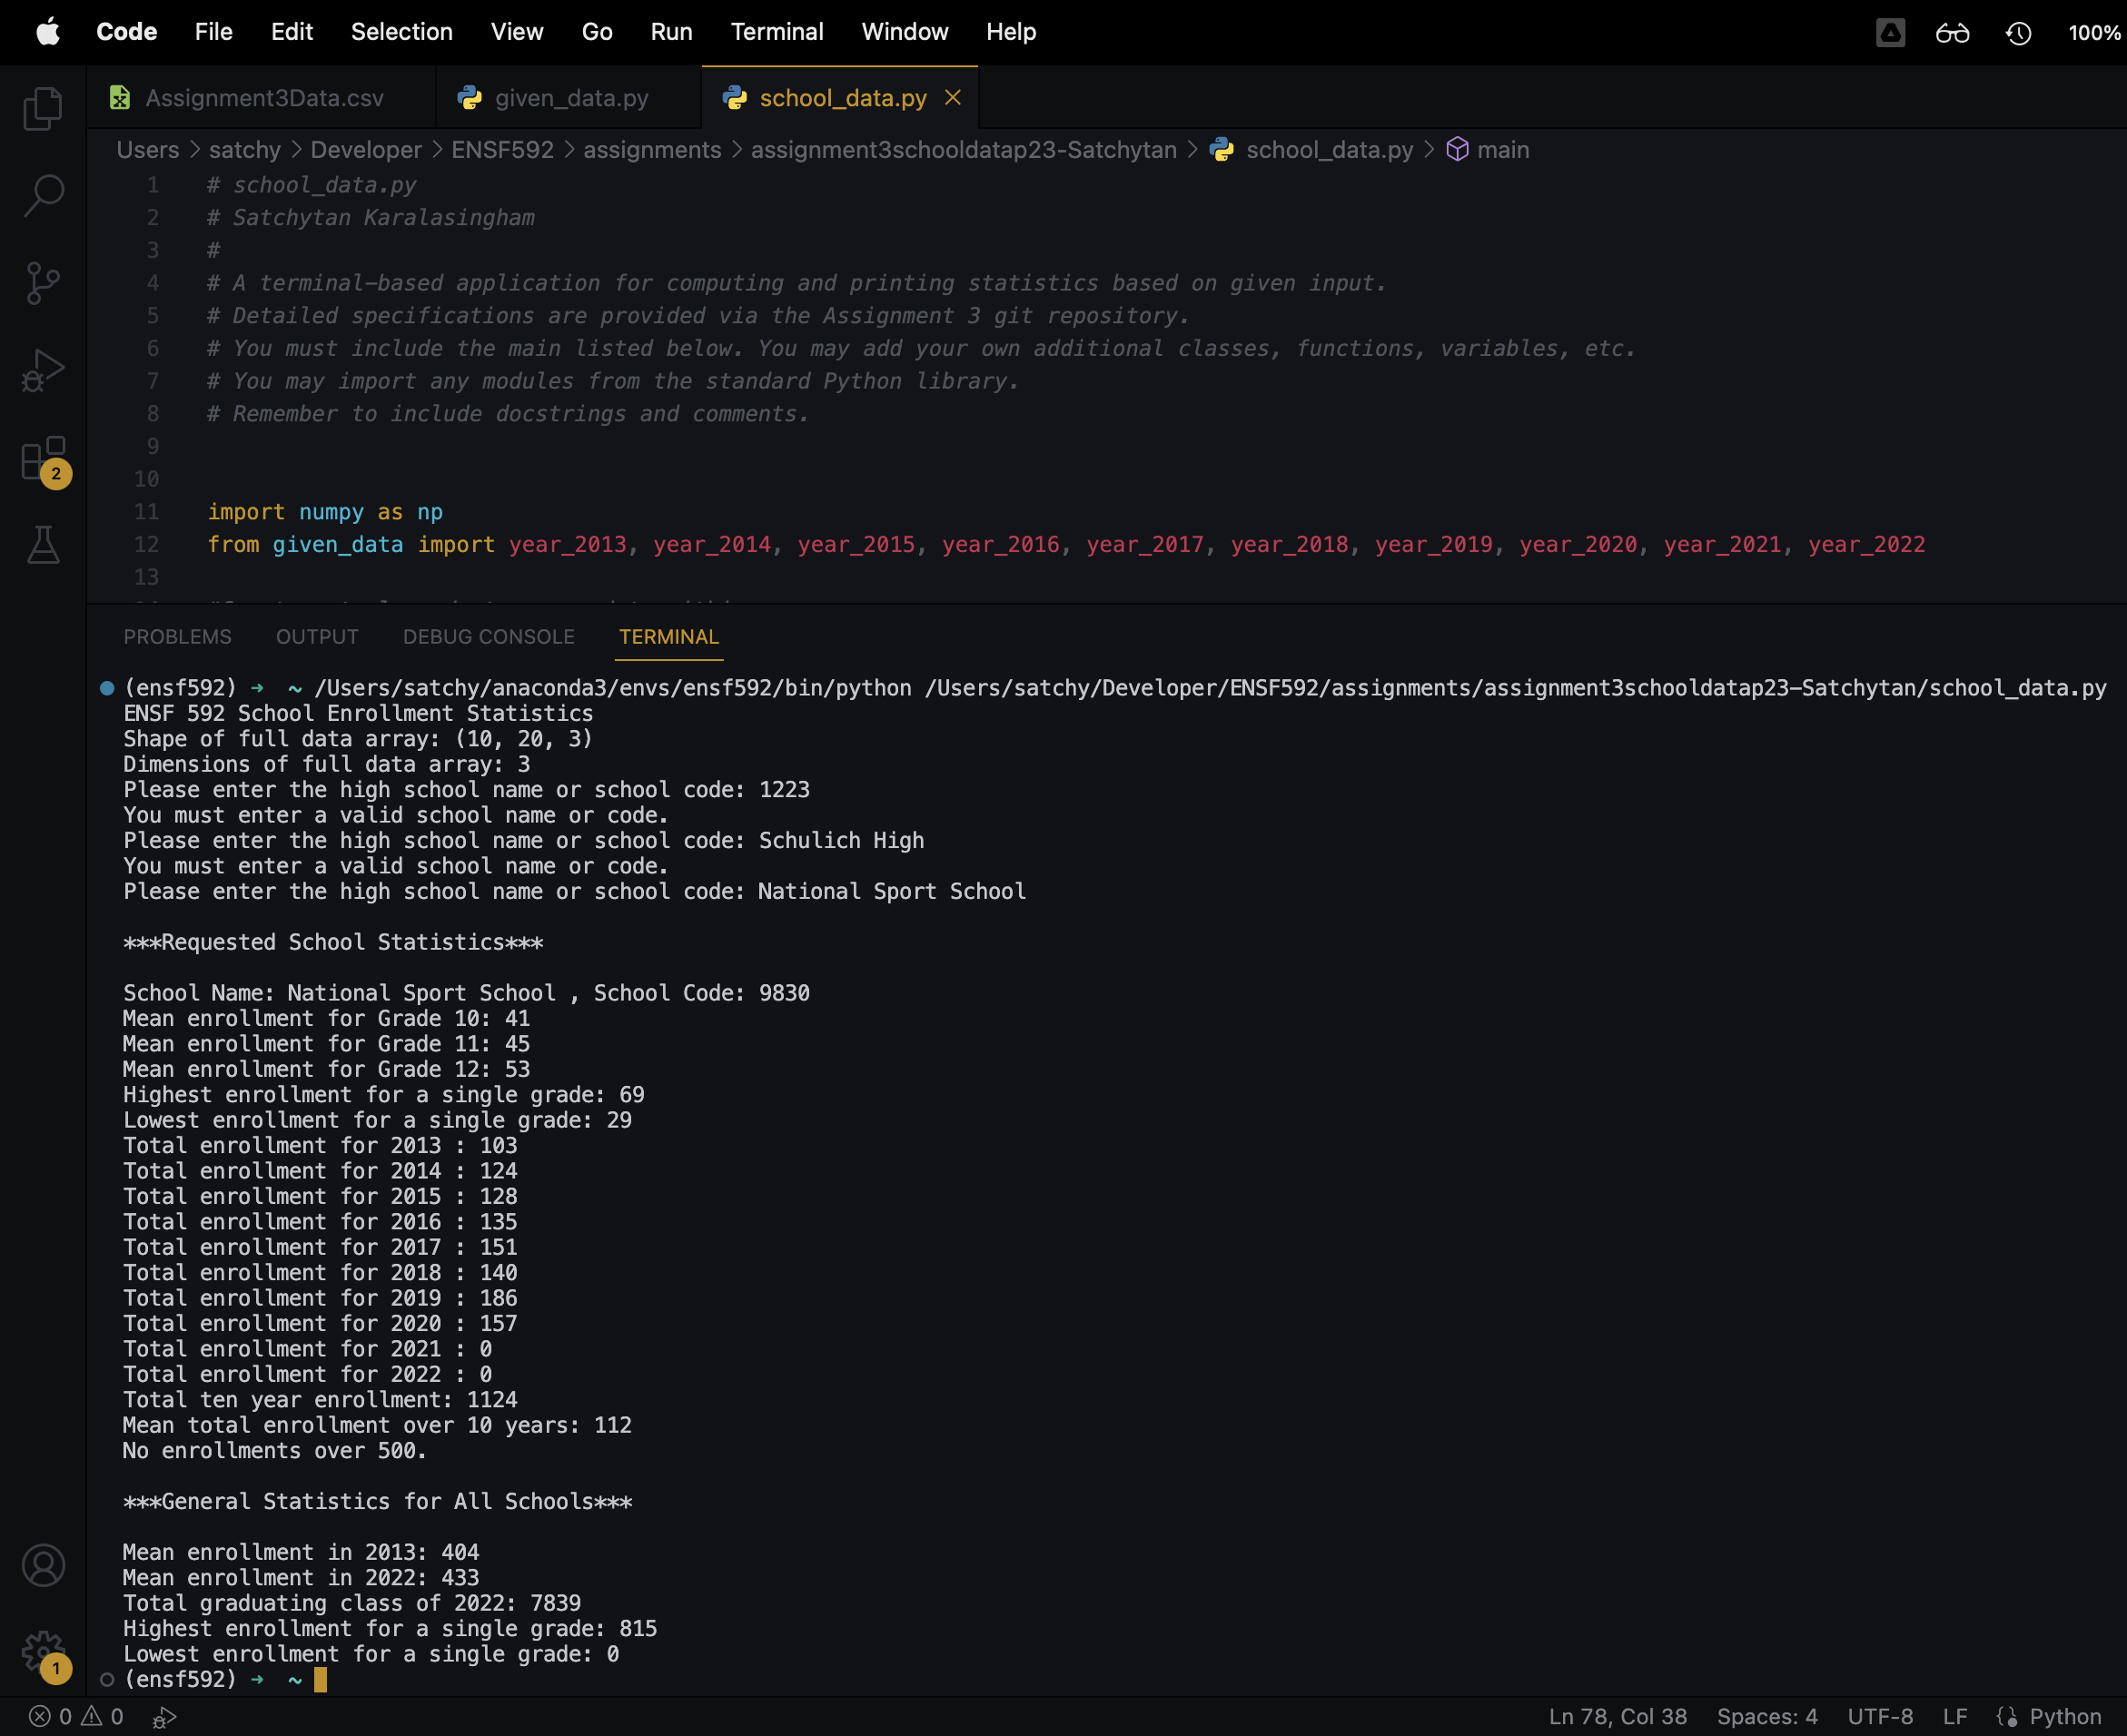 Code File Edit Selection View Go Run Terminal Window Help 100%
Assignment3Data.csv given_data.py school_data.py
Users > satchy > Developer > ENSF592 > assignments > assignment3schooldatap23-Satchytan > school_data.py > main
1 # school_data.py
2 # Satchytan Karalasingham
3 #
4 # A terminal-based application for computing and printing statistics based on given input.
5 # Detailed specifications are provided via the Assignment 3 git repository.
6 # You must include the main listed below. You may add your own additional classes, functions, variables, etc.
7 # You may import any modules from the standard Python library.
8 # Remember to include docstrings and comments.
9
10
11 import numpy as np
12 from given_data import year_2013, year_2014, year_2015, year_2016, year_2017, year_2018, year_2019, year_2020, year_2021, year_2022
13
2
PROBLEMS OUTPUT DEBUG CONSOLE TERMINAL
(ensf592) ➜ ~ /Users/satchy/anaconda3/envs/ensf592/bin/python /Users/satchy/Developer/ENSF592/assignments/assignment3schooldatap23-Satchytan/school_data.py
ENSF 592 School Enrollment Statistics
Shape of full data array: (10, 20, 3)
Dimensions of full data array: 3
Please enter the high school name or school code: 1223
You must enter a valid school name or code.
Please enter the high school name or school code: Schulich High
You must enter a valid school name or code.
Please enter the high school name or school code: National Sport School
***Requested School Statistics***
School Name: National Sport School , School Code: 9830
Mean enrollment for Grade 10: 41
Mean enrollment for Grade 11: 45
Mean enrollment for Grade 12: 53
Highest enrollment for a single grade: 69
Lowest enrollment for a single grade: 29
Total enrollment for 2013 : 103
Total enrollment for 2014 : 124
Total enrollment for 2015 : 128
Total enrollment for 2016 : 135
Total enrollment for 2017 : 151
Total enrollment for 2018 : 140
Total enrollment for 2019 : 186
Total enrollment for 2020 : 157
Total enrollment for 2021 : 0
Total enrollment for 2022 : 0
Total ten year enrollment: 1124
Mean total enrollment over 10 years: 112
No enrollments over 500.
***General Statistics for All Schools***
Mean enrollment in 2013: 404
Mean enrollment in 2022: 433
Total graduating class of 2022: 7839
Highest enrollment for a single grade: 815
Lowest enrollment for a single grade: 0
(ensf592) ➜ ~
1
0 0 Ln 78, Col 38 Spaces: 4 UTF-8 LF Python